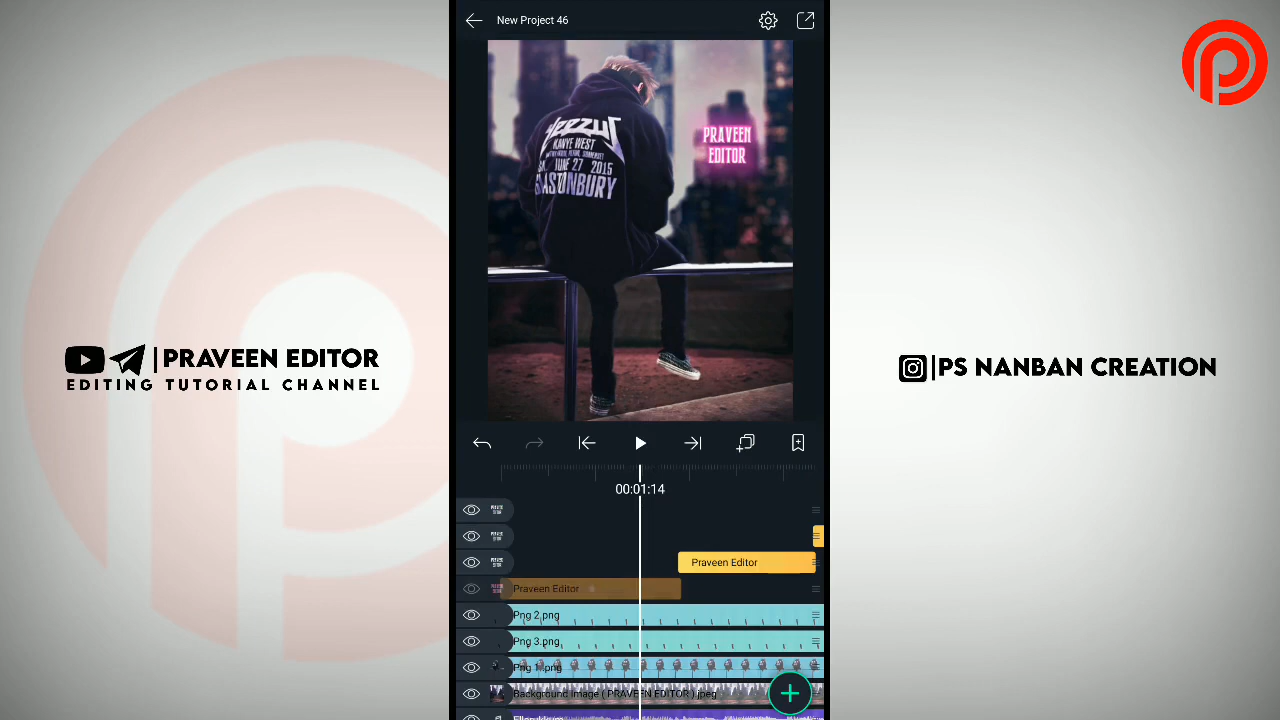 New Project 46
YEEZUS
KANYE WEST
JUNE 27 2015
GLASTONBURY
PRAVEEN
EDITOR
PRAVEEN EDITOR
EDITING TUTORIAL CHANNEL
PS NANBAN CREATION
00:01:14
Praveen Editor
Praveen Editor
Png 2.png
Png 3.png
Png 1.png
Background Image ( PRAVEEN EDITOR ).jpeg